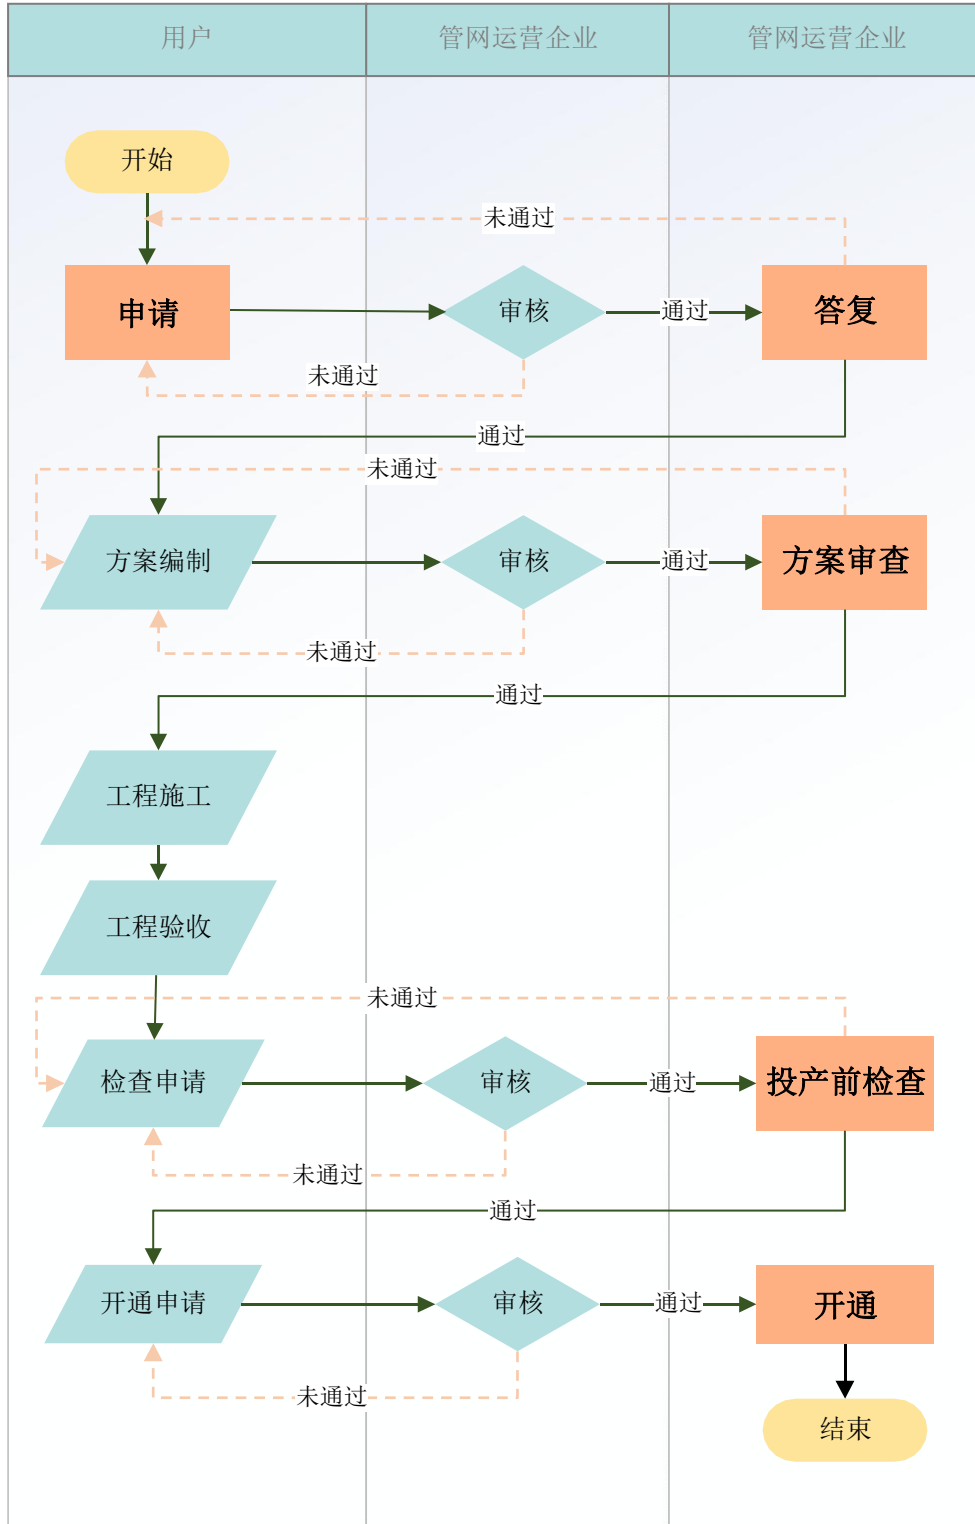 用户
管网运营企业
管网运营企业
开始
未通过
申请
审核
通过
答复
未通过
通过
未通过
方案编制
审核
通过
方案审查
未通过
通过
工程施工
工程验收
未通过
检查申请
审核
通过
投产前检查
未通过
通过
开通申请
审核
通过
开通
未通过
结束